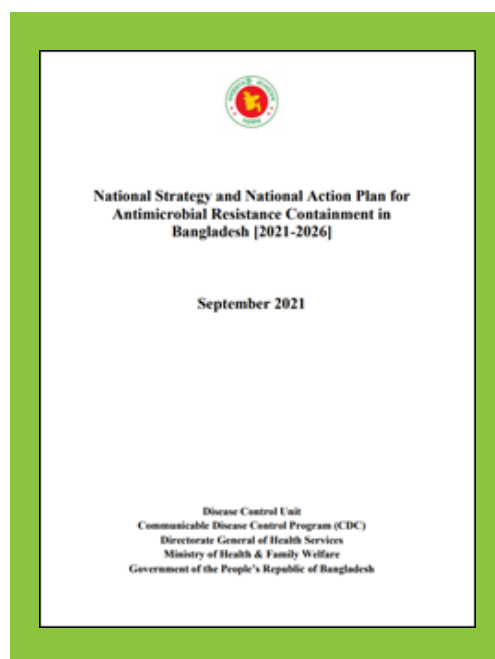 National Strategy and National Action Plan for
Antimicrobial Resistance Containment in
Bangladesh [2021-2026]
September 2021
Disease Control Unit
Communicable Disease Control Program (CDC)
Directorate General of Health Services
Ministry of Health & Family Welfare
Government of the People's Republic of Bangladesh